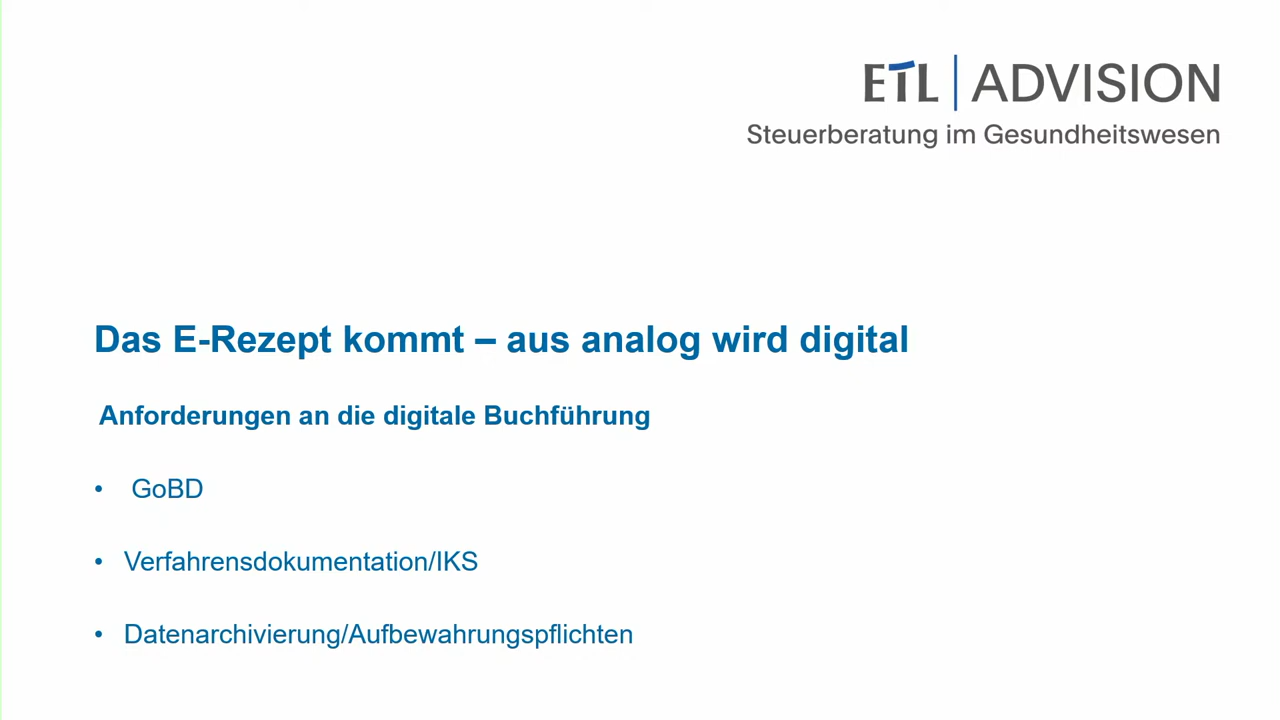 ETL | ADVISION
Steuerberatung im Gesundheitswesen
Das E-Rezept kommt – aus analog wird digital
Anforderungen an die digitale Buchführung
• GoBD
• Verfahrensdokumentation/IKS
• Datenarchivierung/Aufbewahrungspflichten